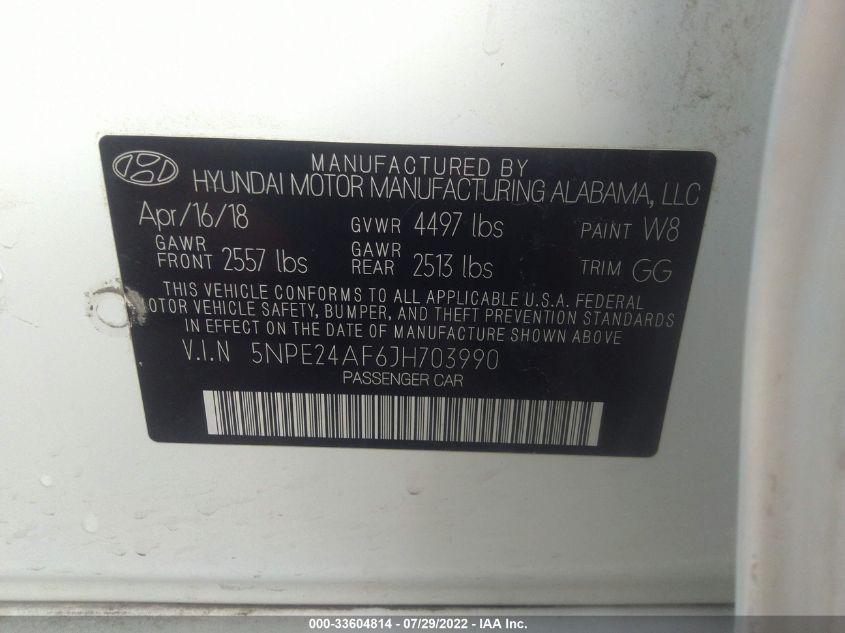 MANUFACTURED BY
HYUNDAI MOTOR MANUFACTURING ALABAMA, LLC
Apr/16/18 GVWR 4497 lbs PAINT W8
GAWR FRONT 2557 lbs GAWR REAR 2513 lbs TRIM GG
THIS VEHICLE CONFORMS TO ALL APPLICABLE U.S.A. FEDERAL
MOTOR VEHICLE SAFETY, BUMPER, AND THEFT PREVENTION STANDARDS
IN EFFECT ON THE DATE OF MANUFACTURE SHOWN ABOVE
V.I.N 5NPE24AF6JH703990
PASSENGER CAR
000-33604814 - 07/29/2022 - IAA Inc.